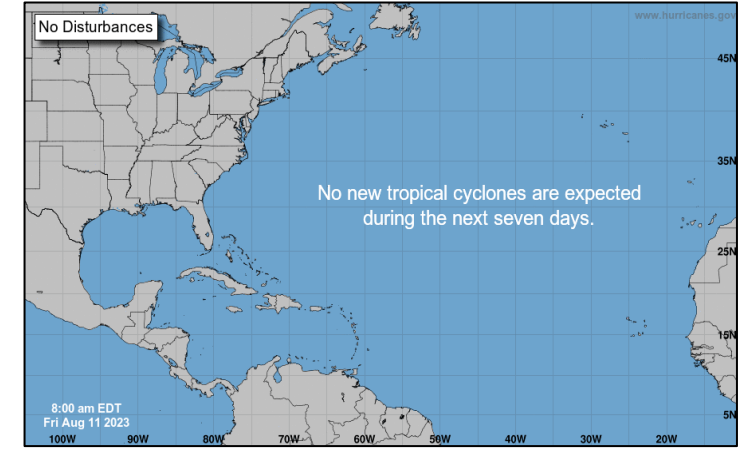 No Disturbances
www.hurricanes.gov
45N
35N
No new tropical cyclones are expected
during the next seven days.
25N
15N
8:00 am EDT
Fri Aug 11 2023
5N
100W 90W 80W 70W 60W 50W 40W 30W 20W